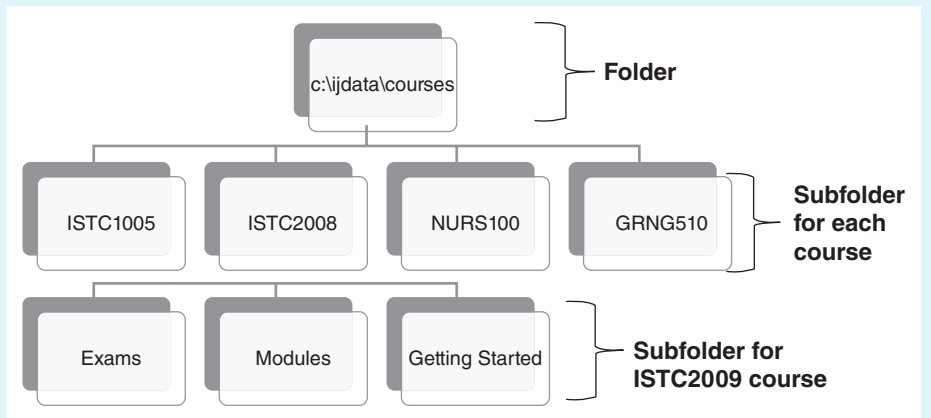 c:\ijdata\courses
Folder
ISTC1005
ISTC2008
NURS100
GRNG510
Subfolder
for each
course
Exams
Modules
Getting Started
Subfolder for
ISTC2009 course